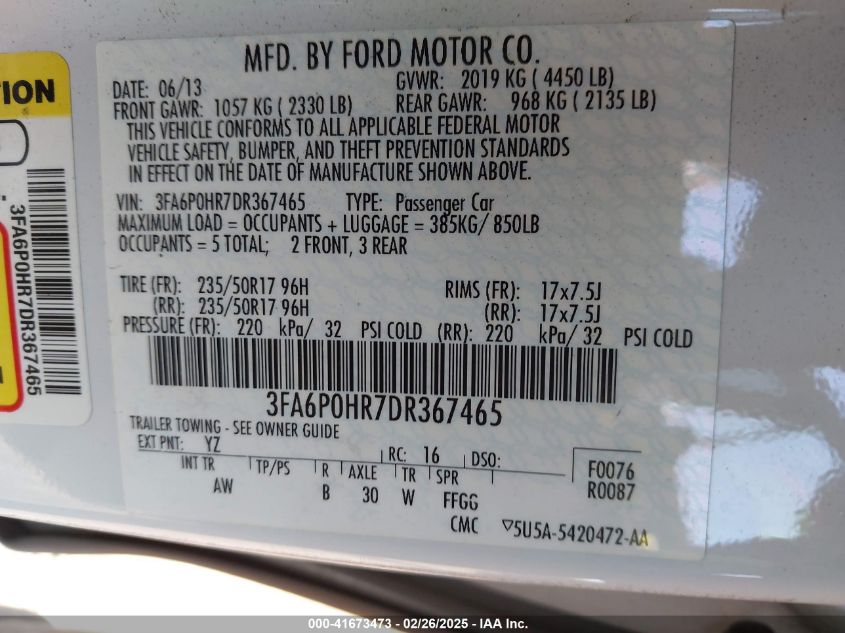 MFD. BY FORD MOTOR CO.
DATE: 06/13 GVWR: 2019 KG ( 4450 LB)
FRONT GAWR: 1057 KG ( 2330 LB) REAR GAWR: 968 KG ( 2135 LB)
THIS VEHICLE CONFORMS TO ALL APPLICABLE FEDERAL MOTOR
VEHICLE SAFETY, BUMPER, AND THEFT PREVENTION STANDARDS
IN EFFECT ON THE DATE OF MANUFACTURE SHOWN ABOVE.
VIN: 3FA6P0HR7DR367465 TYPE: Passenger Car
MAXIMUM LOAD = OCCUPANTS + LUGGAGE = 385KG/ 850LB
OCCUPANTS = 5 TOTAL; 2 FRONT, 3 REAR
TIRE (FR): 235/50R17 96H RIMS (FR): 17x7.5J
(RR): 235/50R17 96H (RR): 17x7.5J
PRESSURE (FR): 220 kPa/ 32 PSI COLD (RR): 220 kPa/ 32 PSI COLD
3FA6P0HR7DR367465
TRAILER TOWING - SEE OWNER GUIDE
EXT PNT: YZ RC: 16 DSO: F0076
INT TR TP/PS R AXLE TR SPR R0087
AW B 30 W FFGG
CMC ▽5U5A-5420472-AA
TION
3FA6P0HR7DR367465
000-41673473 - 02/26/2025 - IAA Inc.